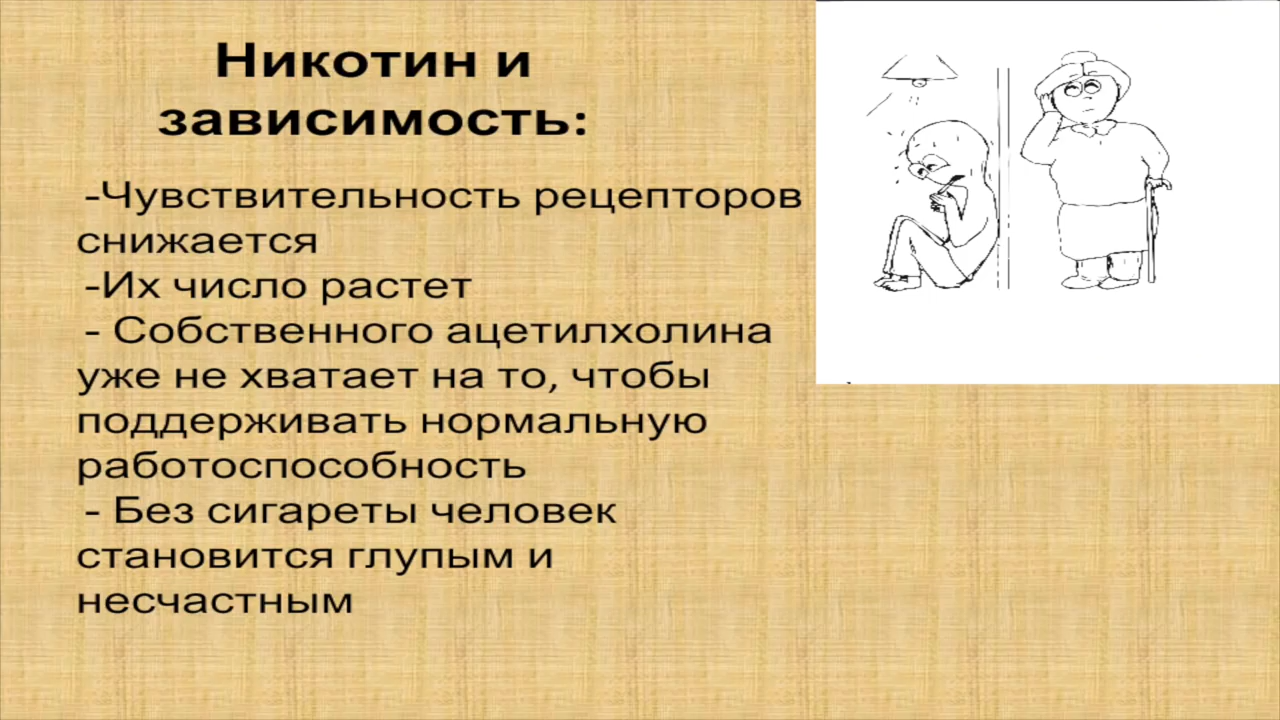 Никотин и
зависимость:
-Чувствительность рецепторов
снижается
-Их число растет
- Собственного ацетилхолина
уже не хватает на то, чтобы
поддерживать нормальную
работоспособность
- Без сигареты человек
становится глупым и
несчастным